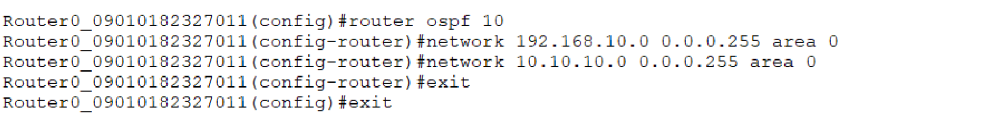 Router0_09010182327011(config)#router ospf 10
Router0_09010182327011(config-router)#network 192.168.10.0 0.0.0.255 area 0
Router0_09010182327011(config-router)#network 10.10.10.0 0.0.0.255 area 0
Router0_09010182327011(config-router)#exit
Router0_09010182327011(config)#exit